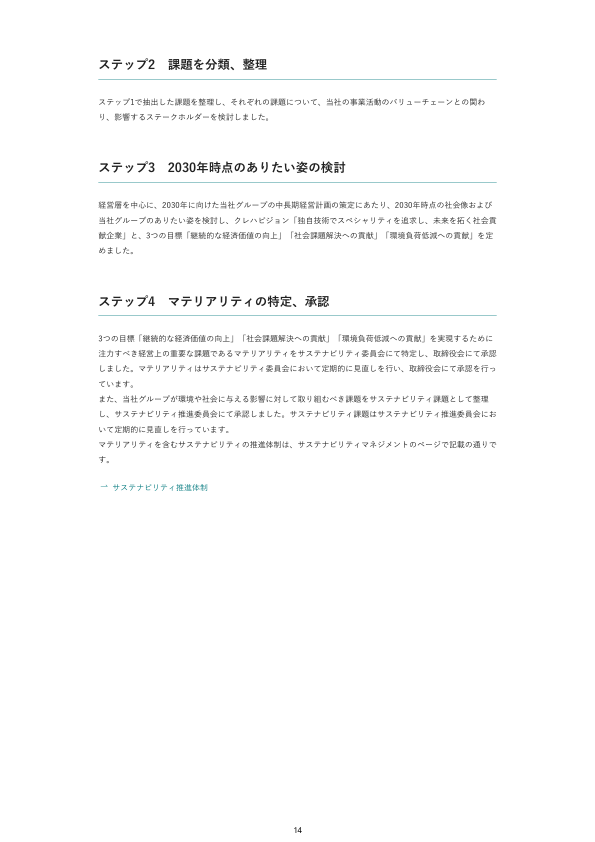 ステップ2　課題を分類、整理
ステップ1で抽出した課題を整理し、それぞれの課題について、当社の事業活動のバリューチェーンとの関わ
り、影響するステークホルダーを検討しました。
ステップ3　2030年時点のありたい姿の検討
経営層を中心に、2030年に向けた当社グループの中長期経営計画の策定にあたり、2030年時点の社会像および
当社グループのありたい姿を検討し、クレハビジョン「独自技術でスペシャリティを追求し、未来を拓く社会貢
献企業」と、3つの目標「継続的な経済価値の向上」「社会課題解決への貢献」「環境負荷低減への貢献」を定
めました。
ステップ4　マテリアリティの特定、承認
3つの目標「継続的な経済価値の向上」「社会課題解決への貢献」「環境負荷低減への貢献」を実現するために
注力すべき経営上の重要な課題であるマテリアリティをサステナビリティ委員会にて特定し、取締役会にて承認
しました。マテリアリティはサステナビリティ委員会において定期的に見直しを行い、取締役会にて承認を行っ
ています。
また、当社グループが環境や社会に与える影響に対して取り組むべき課題をサステナビリティ課題として整理
し、サステナビリティ推進委員会にて承認しました。サステナビリティ課題はサステナビリティ推進委員会にお
いて定期的に見直しを行っています。
マテリアリティを含むサステナビリティの推進体制は、サステナビリティマネジメントのページで記載の通りで
す。
→ サステナビリティ推進体制
14